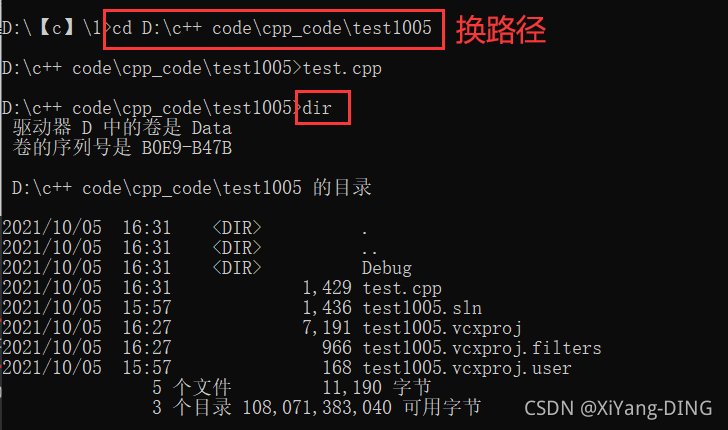 D:\【c】\l>cd D:\c++ code\cpp_code\test1005 换路径
D:\c++ code\cpp_code\test1005>test.cpp
D:\c++ code\cpp_code\test1005>dir
驱动器 D 中的卷是 Data
卷的序列号是 B0E9-B47B
D:\c++ code\cpp_code\test1005 的目录
2021/10/05 16:31 <DIR> .
2021/10/05 16:31 <DIR> ..
2021/10/05 16:31 <DIR> Debug
2021/10/05 16:31 1,429 test.cpp
2021/10/05 15:57 1,436 test1005.sln
2021/10/05 16:27 7,191 test1005.vcxproj
2021/10/05 16:27 966 test1005.vcxproj.filters
2021/10/05 15:57 168 test1005.vcxproj.user
5 个文件 11,190 字节
3 个目录 108,071,383,040 可用字节
CSDN @XiYang-DING